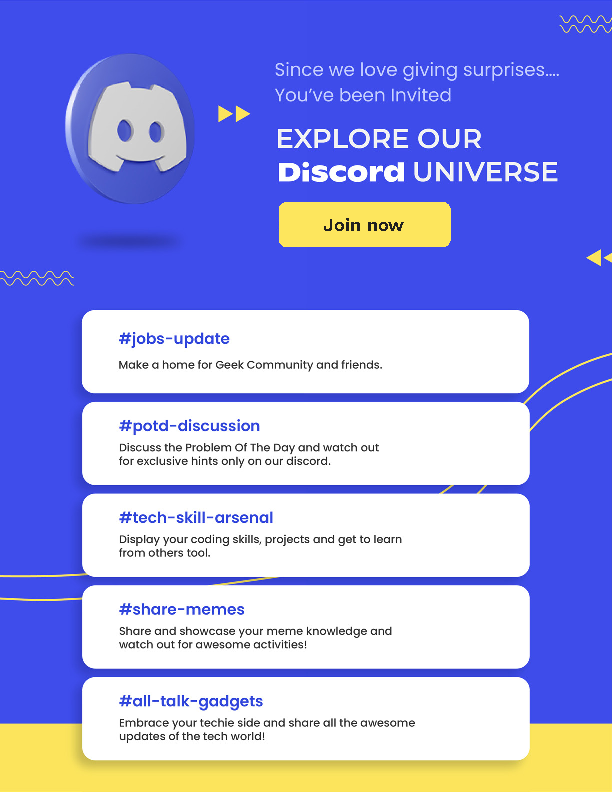 Since we love giving surprises....
You’ve been Invited
EXPLORE OUR
Discord UNIVERSE
Join now
#jobs-update
Make a home for Geek Community and friends.
#potd-discussion
Discuss the Problem Of The Day and watch out
for exclusive hints only on our discord.
#tech-skill-arsenal
Display your coding skills, projects and get to learn
from others tool.
#share-memes
Share and showcase your meme knowledge and
watch out for awesome activities!
#all-talk-gadgets
Embrace your techie side and share all the awesome
updates of the tech world!